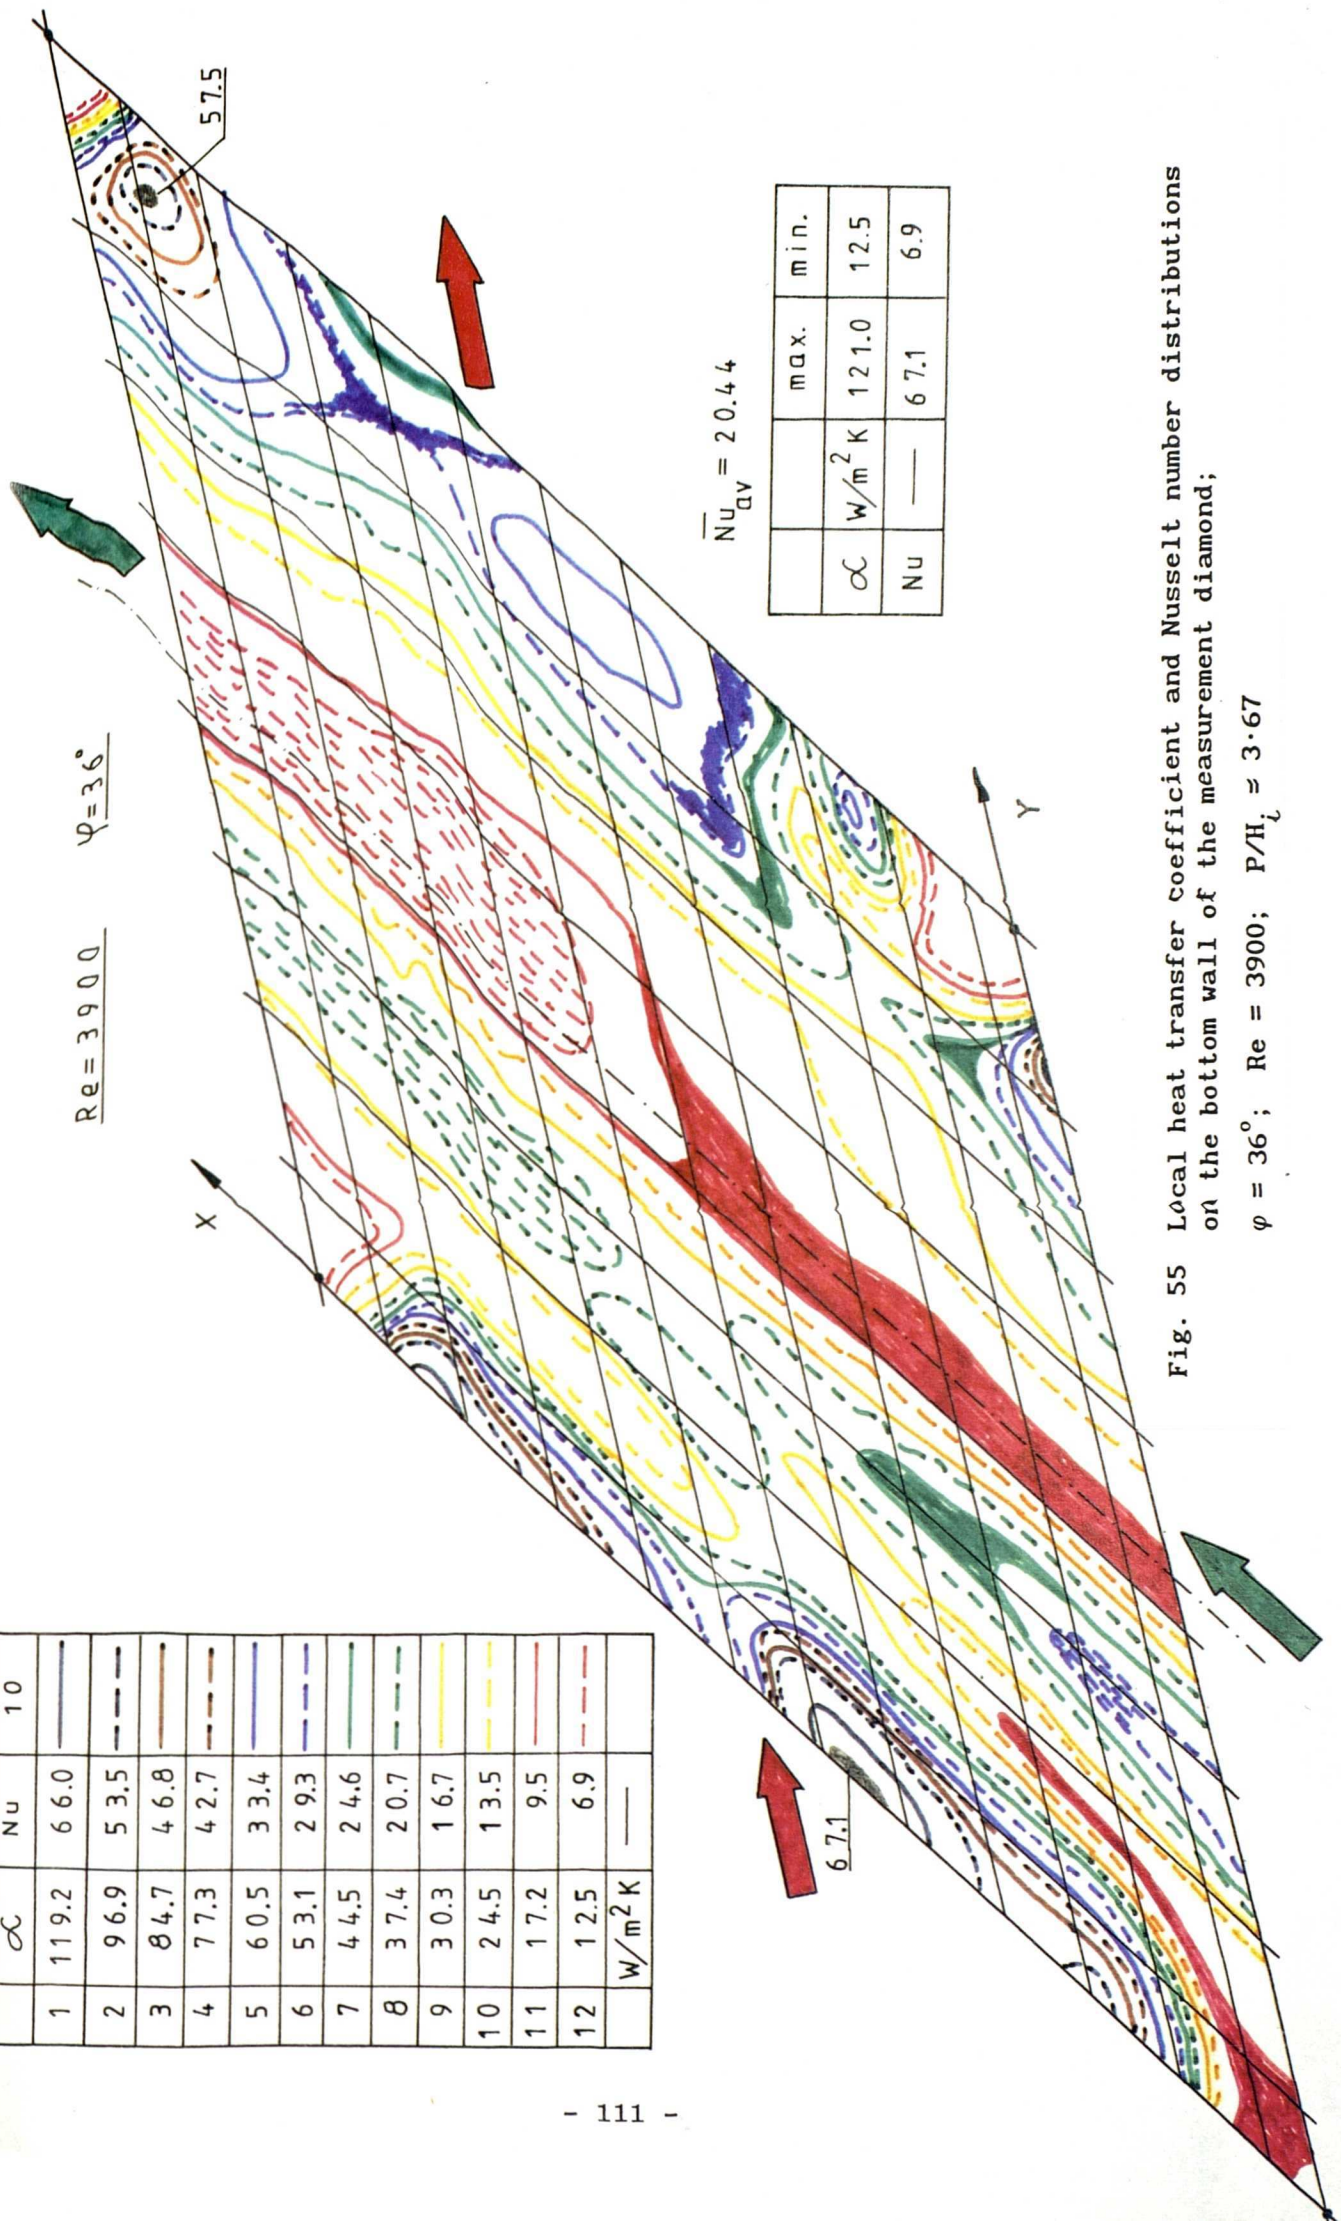 α Nu 10
1 119.2 66.0
2 96.9 53.5
3 84.7 46.8
4 77.3 42.7
5 60.5 33.4
6 53.1 29.3
7 44.5 24.6
8 37.4 20.7
9 30.3 16.7
10 24.5 13.5
11 17.2 9.5
12 12.5 6.9
W/m² K —
Re=3900 φ=36°
X
57.5
67.1
Y
N̅u̅av = 20.44
max. min.
α W/m² K 121.0 12.5
Nu — 67.1 6.9
Fig. 55 Local heat transfer coefficient and Nusselt number distributions
on the bottom wall of the measurement diamond;
φ = 36°; Re = 3900; P/Hi = 3·67
- 111 -